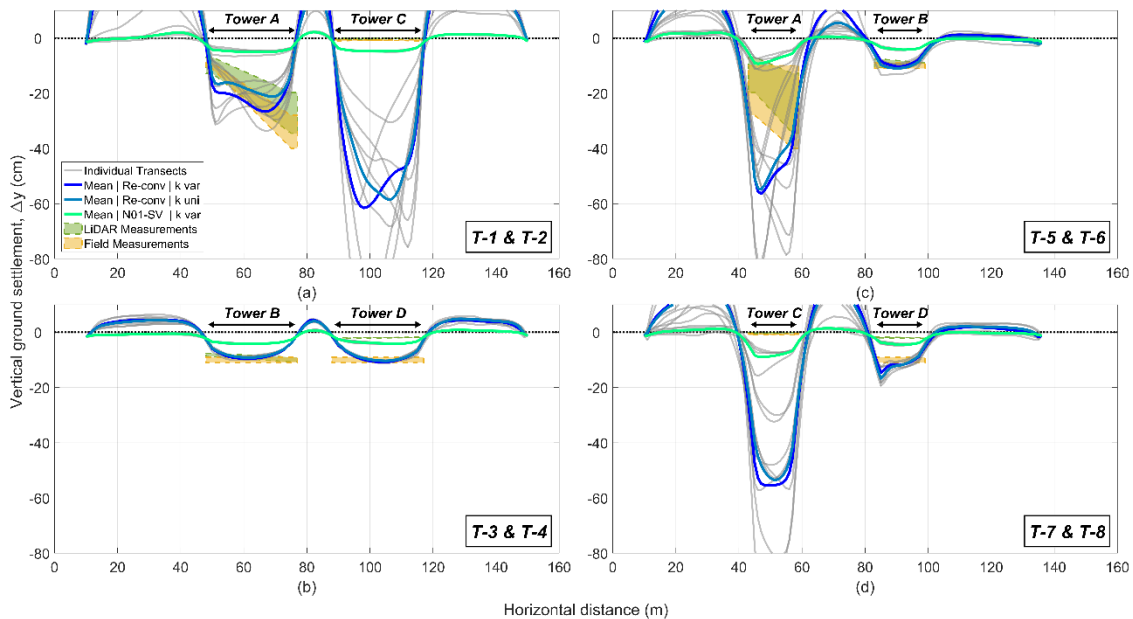 Tower A Tower C
0
-20
-40
-60
-80
Individual Transects
Mean | Re-conv | k var
Mean | Re-conv | k uni
Mean | N01-SV | k var
LiDAR Measurements
Field Measurements
T-1 & T-2
0 20 40 60 80 100 120 140 160
(a)
Tower A Tower B
0
-20
-40
-60
-80
T-5 & T-6
0 20 40 60 80 100 120 140 160
(c)
Vertical ground settlement, Δy (cm)
Tower B Tower D
0
-20
-40
-60
-80
T-3 & T-4
0 20 40 60 80 100 120 140 160
(b)
Tower C Tower D
0
-20
-40
-60
-80
T-7 & T-8
0 20 40 60 80 100 120 140 160
(d)
Horizontal distance (m)